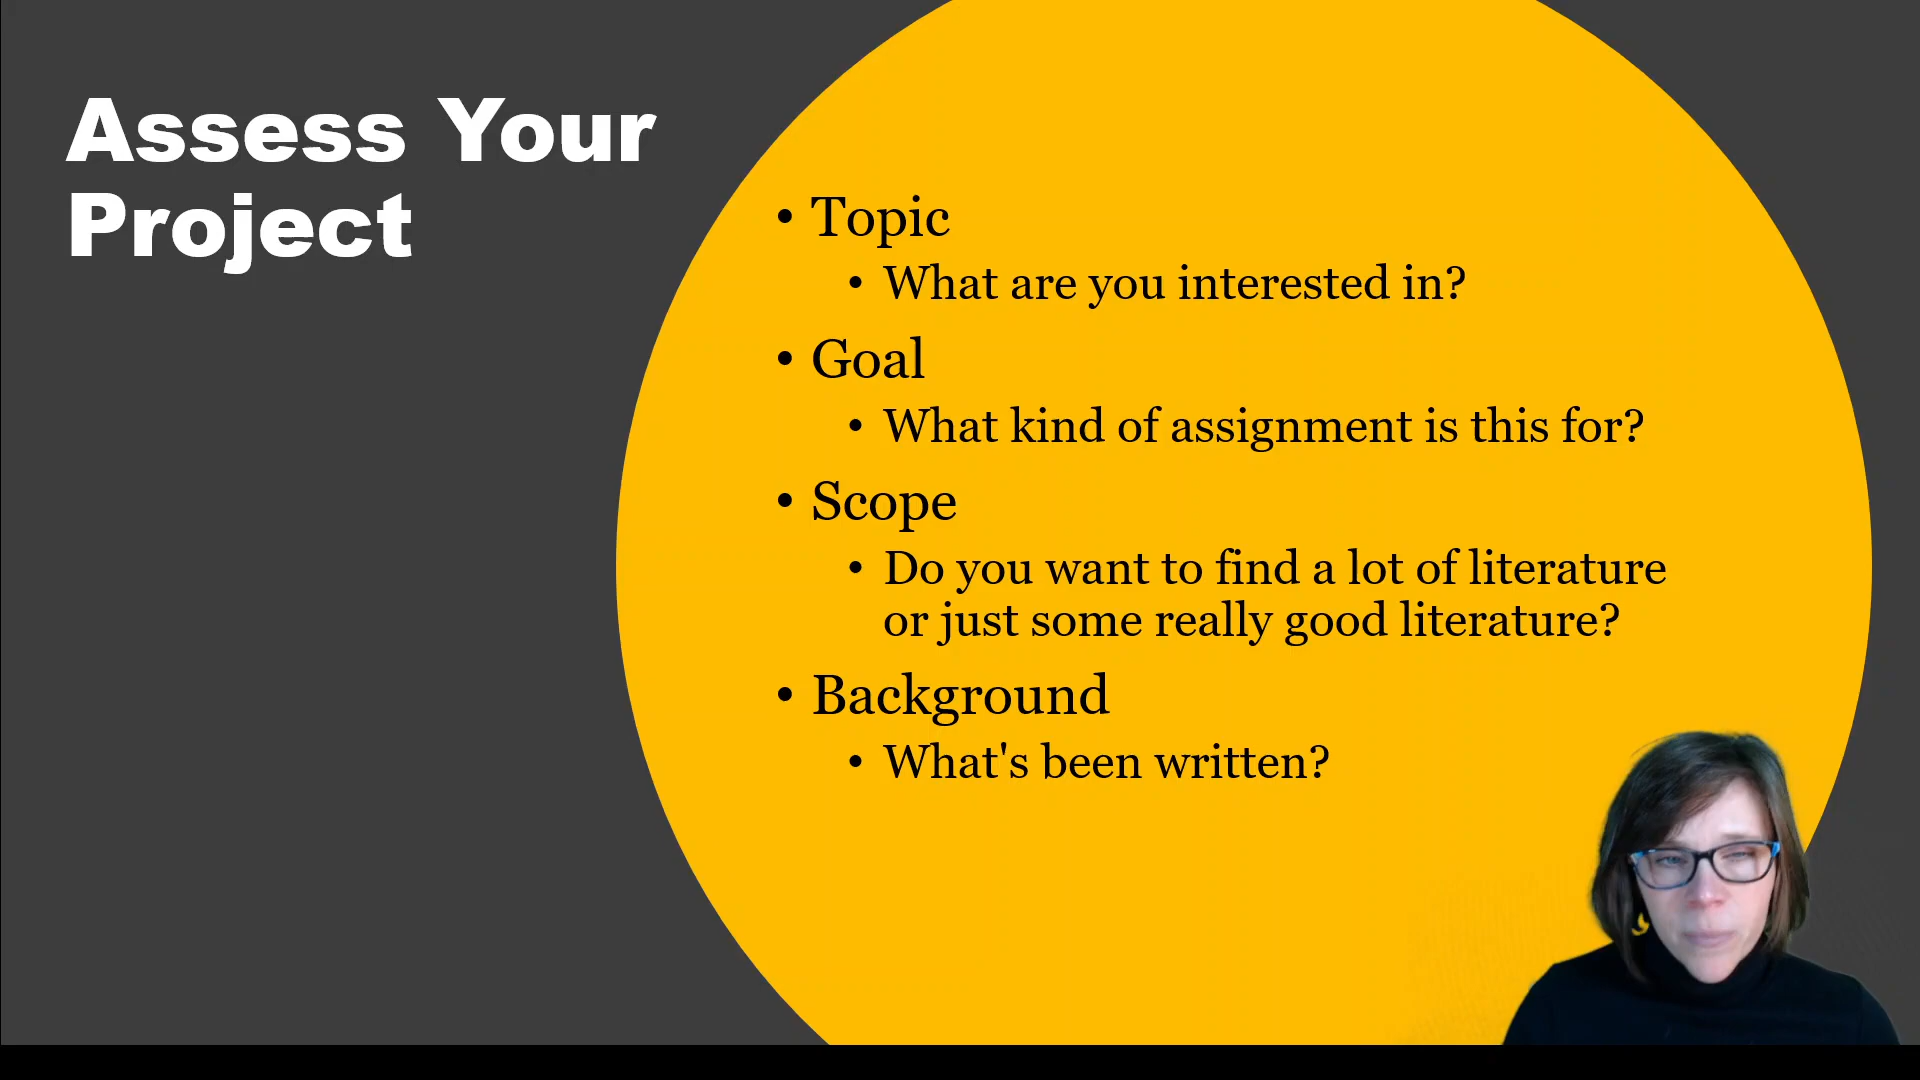 Assess Your
Project
• Topic
• What are you interested in?
• Goal
• What kind of assignment is this for?
• Scope
• Do you want to find a lot of literature
or just some really good literature?
• Background
• What's been written?